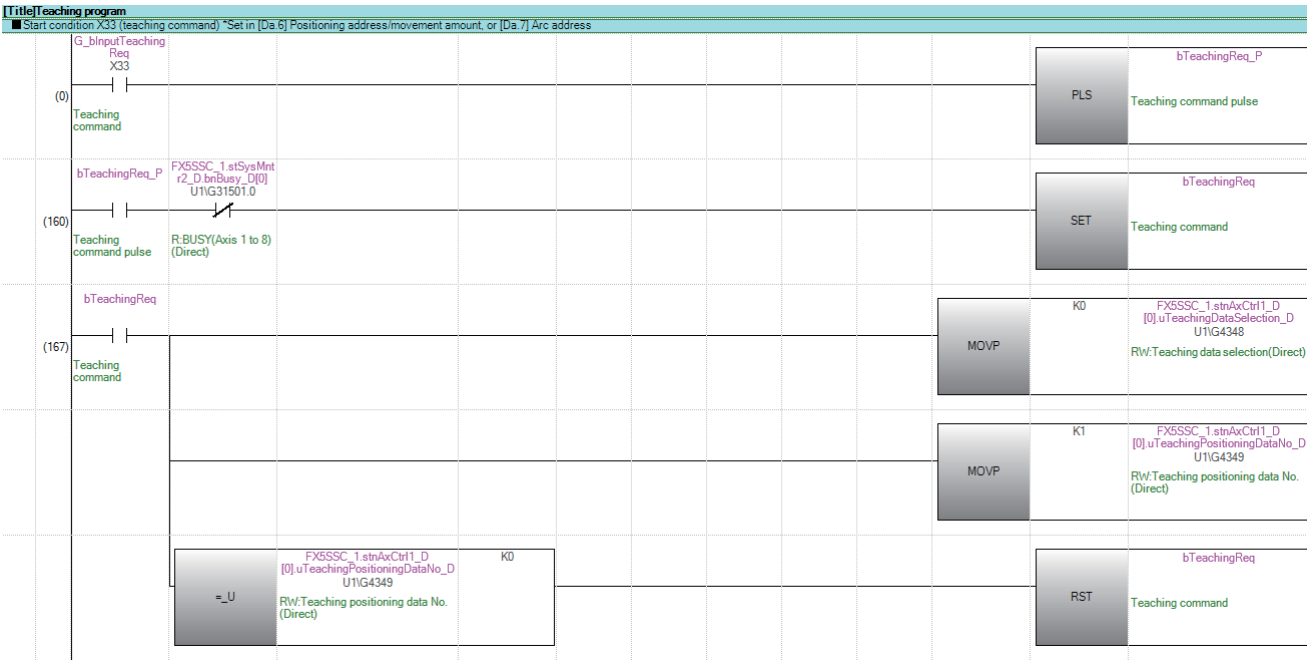 [Title]Teaching program
■Start condition X33 (teaching command) *Set in [Da.6] Positioning address/movement amount, or [Da.7] Arc address
G_bInputTeaching
Req
X33
(0)
Teaching
command
PLS
bTeachingReq_P
Teaching command pulse
bTeachingReq_P
FX5SSC_1.stSysMnt
r2_D.bnBusy_D[0]
U1\G31501.0
(160)
Teaching
command pulse
R:BUSY(Axis 1 to 8)
(Direct)
SET
bTeachingReq
Teaching command
bTeachingReq
(167)
Teaching
command
MOVP
K0
FX5SSC_1.stnAxCtrl1_D
[0].uTeachingDataSelection_D
U1\G4348
RW:Teaching data selection(Direct)
MOVP
K1
FX5SSC_1.stnAxCtrl1_D
[0].uTeachingPositioningDataNo_D
U1\G4349
RW:Teaching positioning data No.
(Direct)
=_U
FX5SSC_1.stnAxCtrl1_D
[0].uTeachingPositioningDataNo_D
U1\G4349
RW:Teaching positioning data No.
(Direct)
K0
RST
bTeachingReq
Teaching command